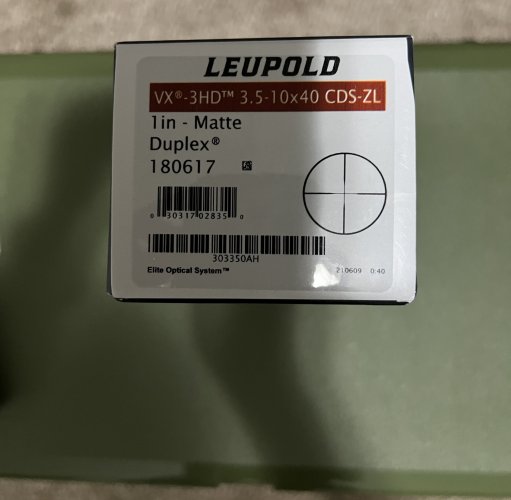 LEUPOLD
VX®-3HD™ 3.5-10x40 CDS-ZL
1in - Matte
Duplex®
180617
0 30317 02835 0
303350AH
Elite Optical System™ 210609 0:40